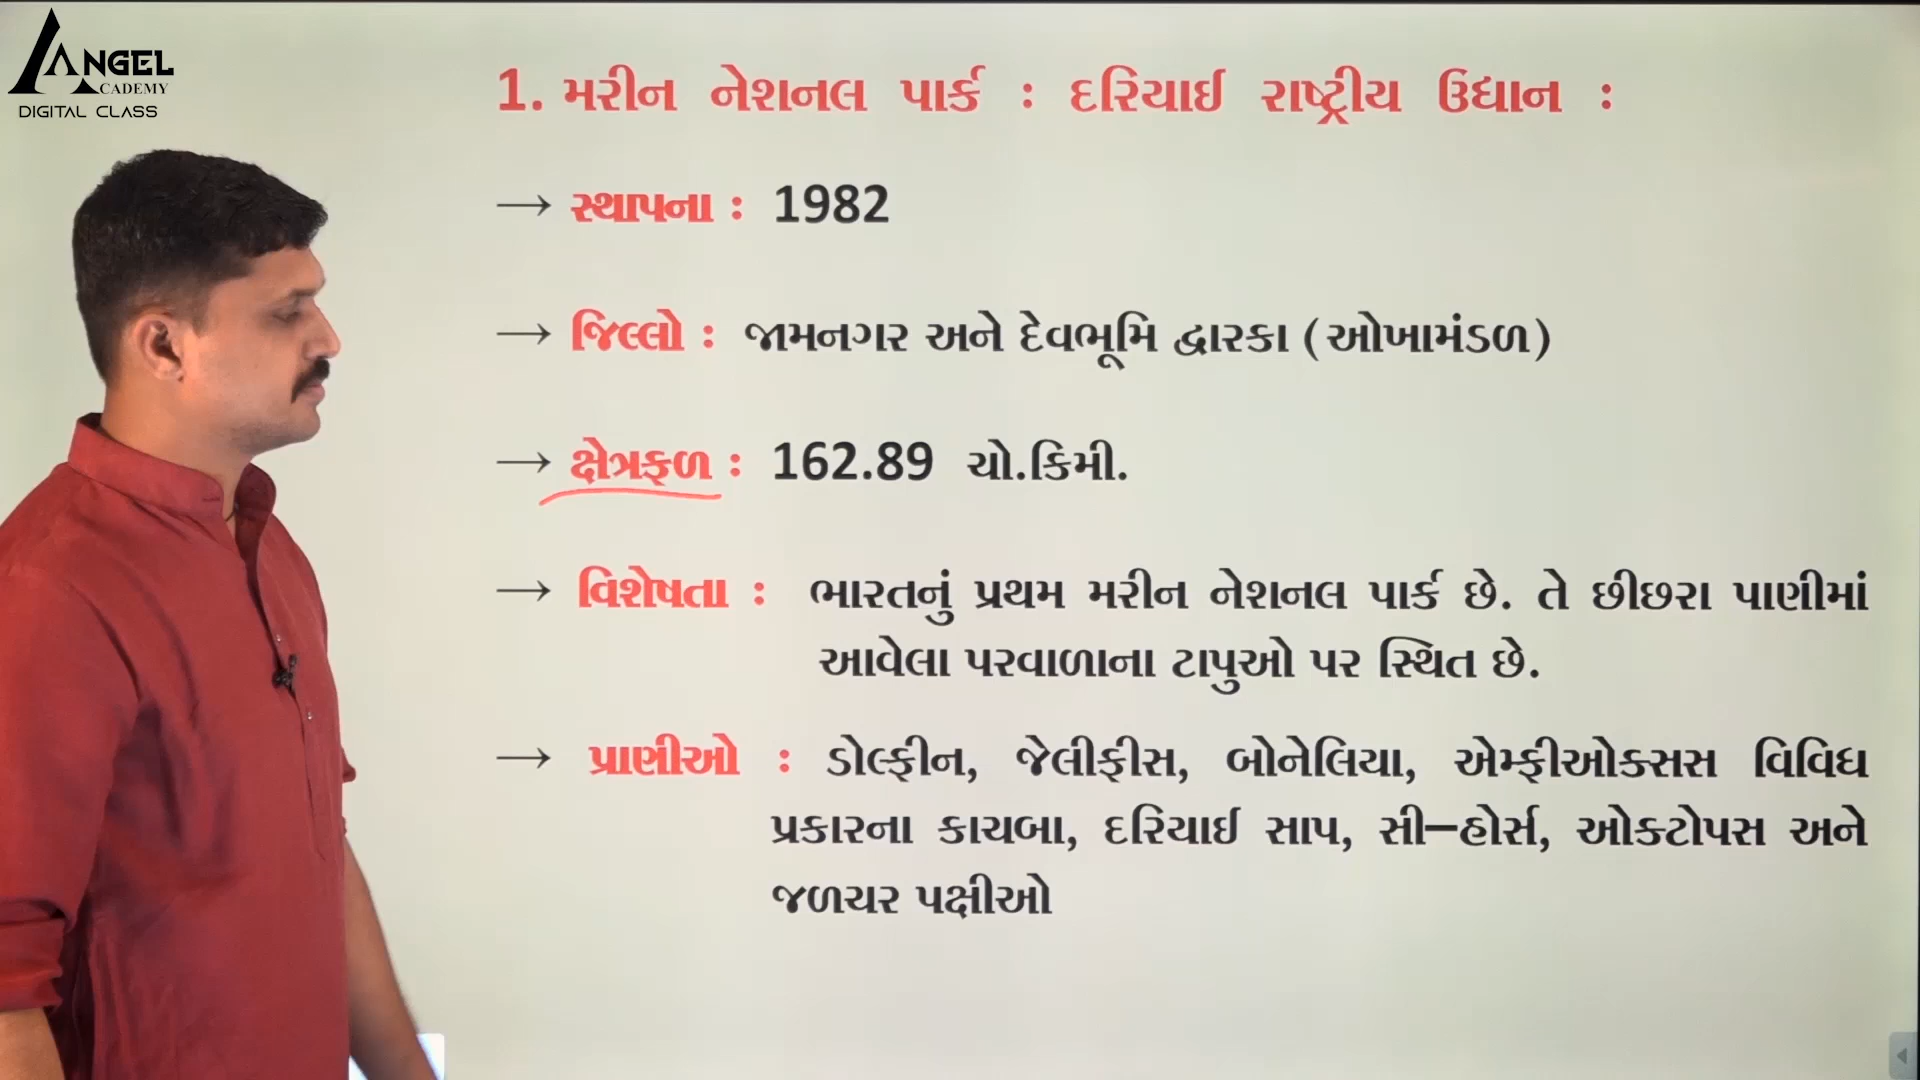 ANGEL
ACADEMY
DIGITAL CLASS
1. મરીન નેશનલ પાર્ક : દરિયાઈ રાષ્ટ્રીય ઉદ્યાન :
→ સ્થાપના : 1982
→ જિલ્લો : જામનગર અને દેવભૂમિ દ્વારકા (ઓખામંડળ)
→ ક્ષેત્રફળ : 162.89 ચો.કિમી.
→ વિશેષતા : ભારતનું પ્રથમ મરીન નેશનલ પાર્ક છે. તે છીછરા પાણીમાં
આવેલા પરવાળાના ટાપુઓ પર સ્થિત છે.
→ પ્રાણીઓ : ડોલ્ફીન, જેલીફીસ, બોનેલિયા, એમ્ફીઓક્સસ વિવિધ
પ્રકારના કાચબા, દરિયાઈ સાપ, સી–હોર્સ, ઓક્ટોપસ અને
જળચર પક્ષીઓ